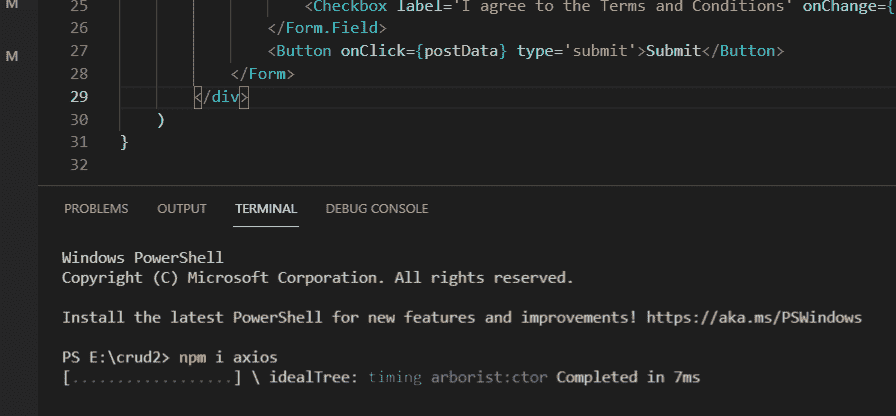 M
25 <Checkbox label='I agree to the Terms and Conditions' onChange={
26 </Form.Field>
M
27 <Button onClick={postData} type='submit'>Submit</Button>
28 </Form>
29 </div>
30 )
31 }
32
PROBLEMS OUTPUT TERMINAL DEBUG CONSOLE
Windows PowerShell
Copyright (C) Microsoft Corporation. All rights reserved.
Install the latest PowerShell for new features and improvements! https://aka.ms/PSWindows
PS E:\crud2> npm i axios
[..................] \ idealTree: timing arborist:ctor Completed in 7ms